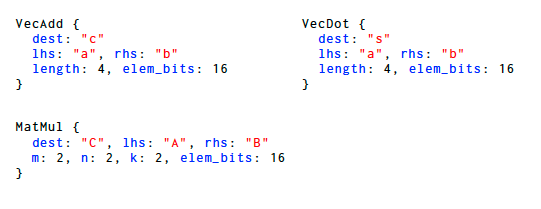 VecAdd {
  dest: "c"
  lhs: "a", rhs: "b"
  length: 4, elem_bits: 16
}
VecDot {
  dest: "s"
  lhs: "a", rhs: "b"
  length: 4, elem_bits: 16
}
MatMul {
  dest: "C", lhs: "A", rhs: "B"
  m: 2, n: 2, k: 2, elem_bits: 16
}